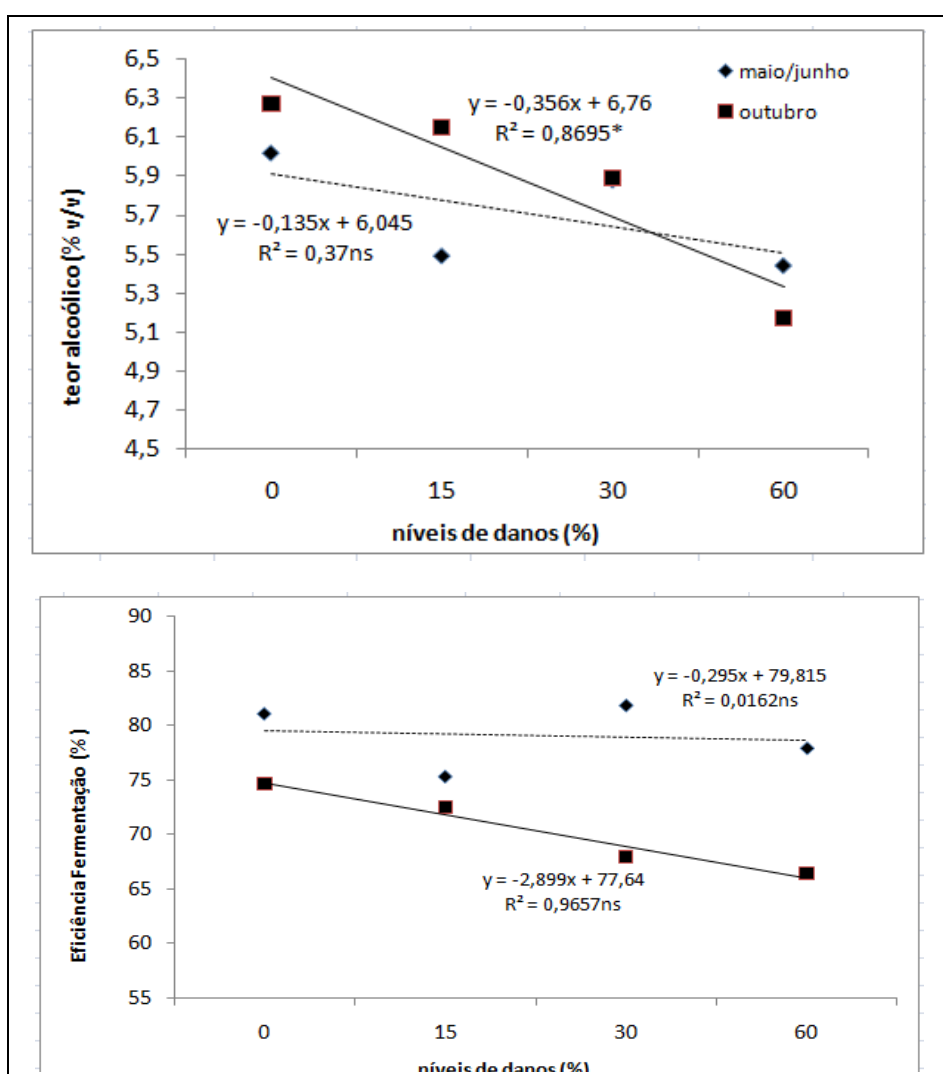 6,5
6,3
6,1
5,9
5,7
5,5
5,3
5,1
4,9
4,7
4,5
teor alcoólico (% v/v)
maio/junho
outubro
y = -0,356x + 6,76
R² = 0,8695*
y = -0,135x + 6,045
R² = 0,37ns
0 15 30 60
níveis de danos (%)
90
85
80
75
70
65
60
55
Eficiência Fermentação (%)
y = -0,295x + 79,815
R² = 0,0162ns
y = -2,899x + 77,64
R² = 0,9657ns
0 15 30 60
níveis de danos (%)